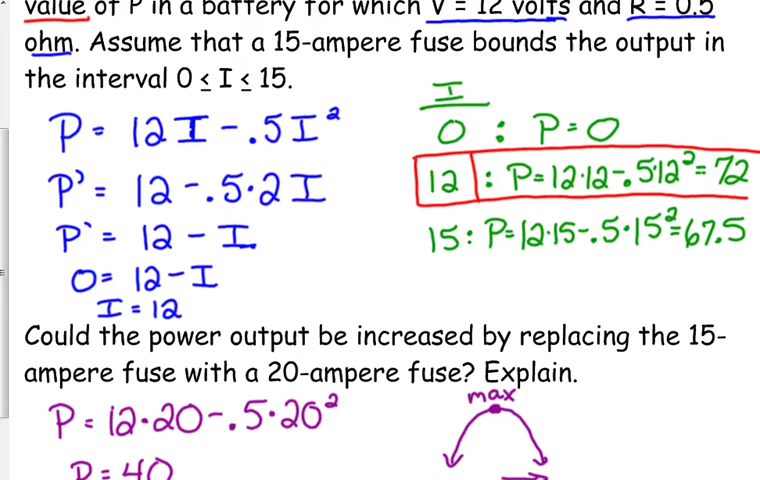 value of P in a battery for which V = 12 volts and R = 0.5
ohm. Assume that a 15-ampere fuse bounds the output in
the interval 0 ≤ I ≤ 15.
P = 12I - .5I²
P' = 12 - .5·2I
P' = 12 - I
0 = 12 - I
I = 12
I
0 : P = 0
12 : P = 12·12 - .5·12² = 72
15 : P = 12·15 - .5·15² = 67.5
Could the power output be increased by replacing the 15-
ampere fuse with a 20-ampere fuse? Explain.
P = 12·20 - .5·20²
P = 40
max